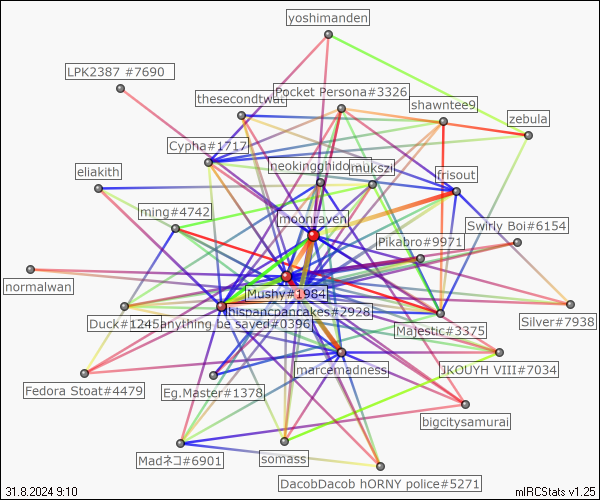 yoshimanden
LPK2387 #7690
thesecondtwat
Pocket Persona#3326
shawntee9
zebula
Cypha#1717
neokingghido
mukszi
eliakith
frisout
ming#4742
moonraven
Swirly Boi#6154
Pikabro#9971
normalwan
Mushy#1984
hispancpancakes#2928
Duck#1245
anything be saved#0396
Majestic#3375
Silver#7938
marcemadness
JKOUYH VIII#7034
Fedora Stoat#4479
Eg.Master#1378
bigcitysamurai
Madネコ#6901
somass
DacobDacob hORNY police#5271
31.8.2024 9:10
mIRCStats v1.25